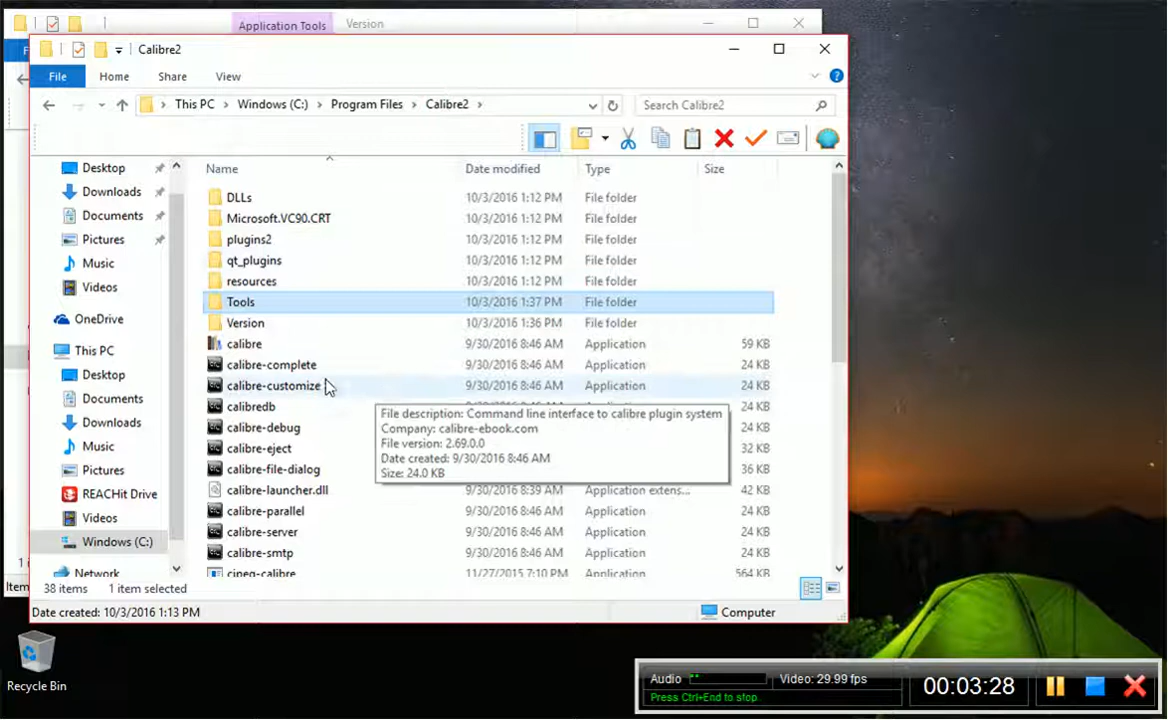 Application Tools Version
Calibre2
File Home Share View
This PC Windows (C:) Program Files Calibre2
Search Calibre2
Name Date modified Type Size
Desktop
Downloads
Documents
Pictures
Music
Videos
OneDrive
This PC
Desktop
Documents
Downloads
Music
Pictures
REACHit Drive
Videos
Windows (C:)
Network
DLLs 10/3/2016 1:12 PM File folder
Microsoft.VC90.CRT 10/3/2016 1:12 PM File folder
plugins2 10/3/2016 1:12 PM File folder
qt_plugins 10/3/2016 1:12 PM File folder
resources 10/3/2016 1:12 PM File folder
Tools 10/3/2016 1:37 PM File folder
Version 10/3/2016 1:36 PM File folder
calibre 9/30/2016 8:46 AM Application 59 KB
calibre-complete 9/30/2016 8:46 AM Application 24 KB
calibre-customize 9/30/2016 8:46 AM Application 24 KB
calibredb 24 KB
calibre-debug 24 KB
calibre-eject 32 KB
calibre-file-dialog 36 KB
calibre-launcher.dll 9/30/2016 8:39 AM Application extens... 42 KB
calibre-parallel 9/30/2016 8:46 AM Application 24 KB
calibre-server 9/30/2016 8:46 AM Application 24 KB
calibre-smtp 9/30/2016 8:46 AM Application 24 KB
cjpeg-calibre 11/27/2015 7:10 PM Application 564 KB
File description: Command line interface to calibre plugin system
Company: calibre-ebook.com
File version: 2.69.0.0
Date created: 9/30/2016 8:46 AM
Size: 24.0 KB
38 items 1 item selected
Date created: 10/3/2016 1:13 PM
Computer
Recycle Bin
Audio Video: 29.99 fps
Press Ctrl+End to stop
00:03:28